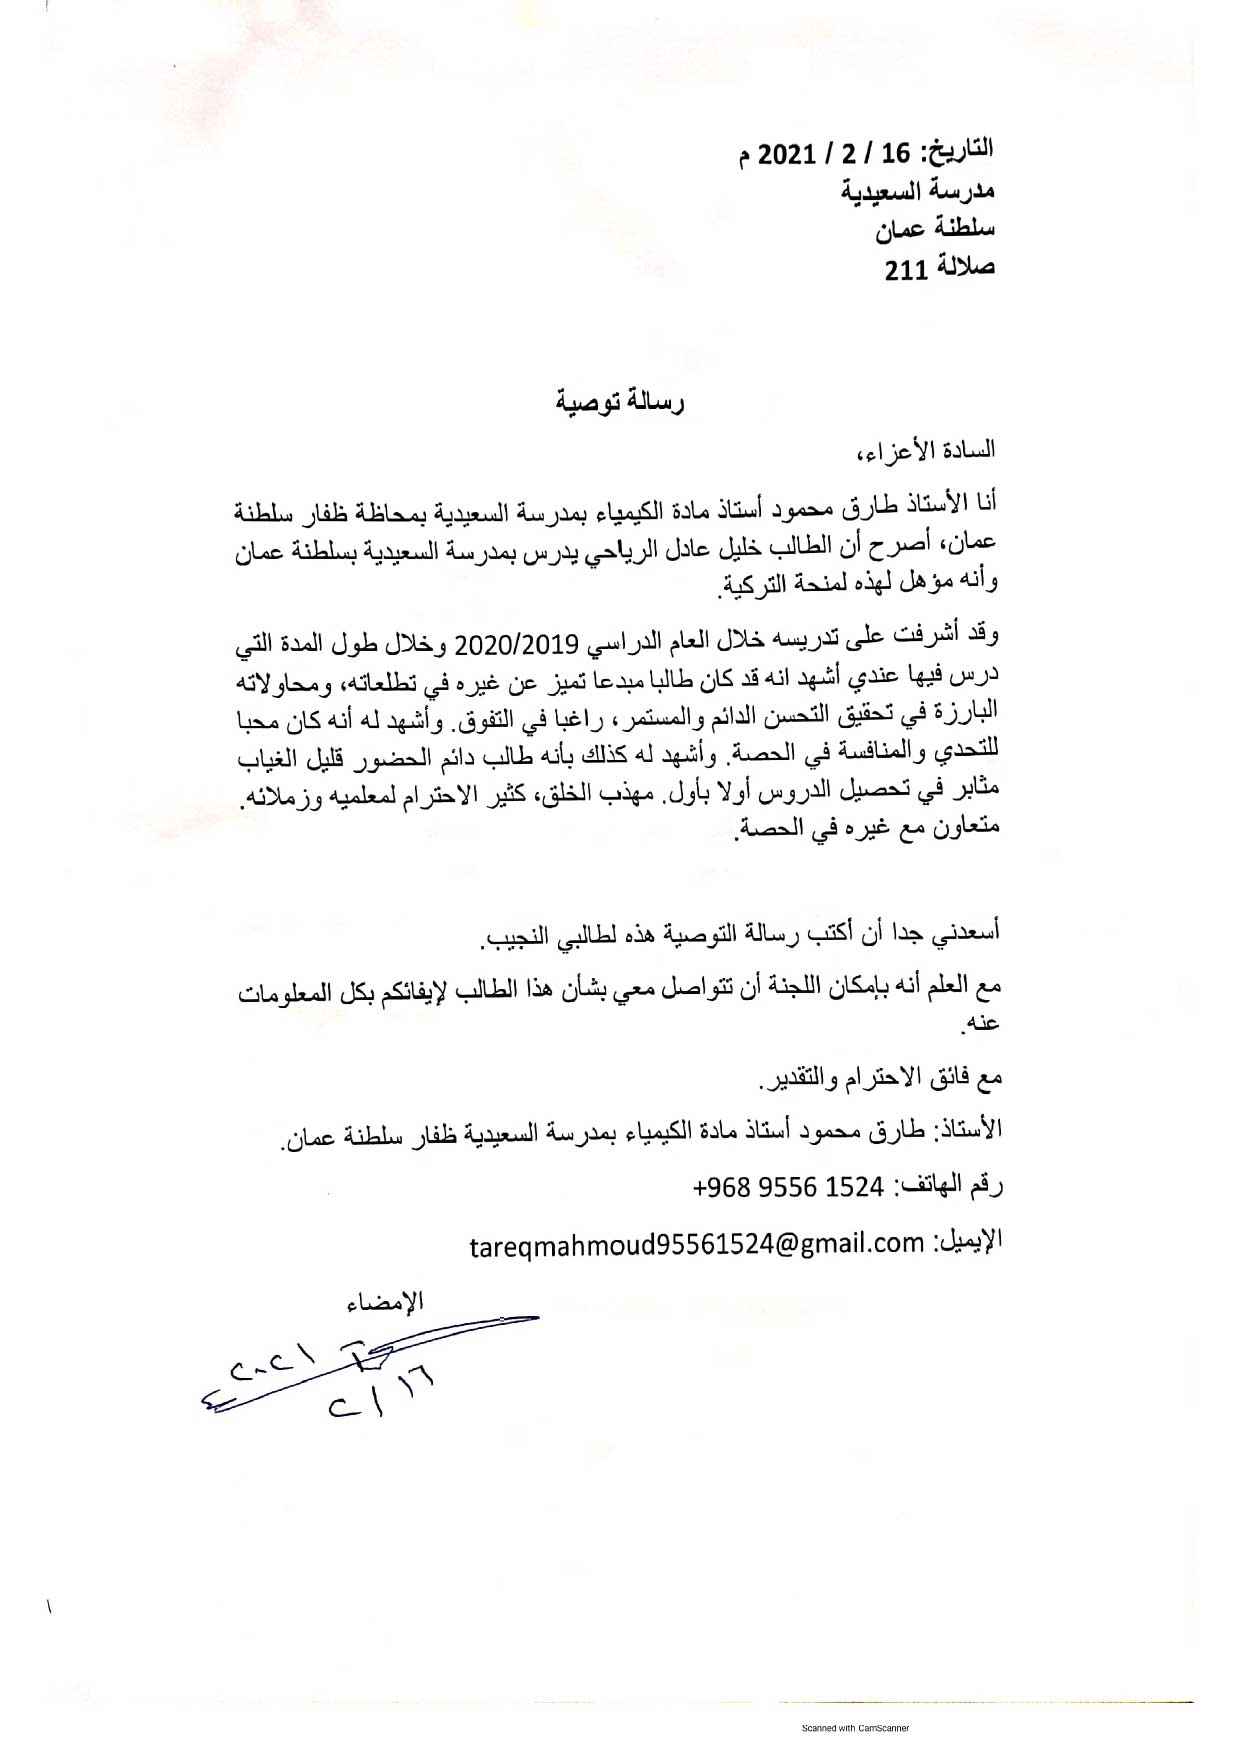 التاريخ: 16 / 2 / 2021 م
مدرسة السعيدية
سلطنة عمان
صلالة 211
رسالة توصية
السادة الأعزاء،
أنا الأستاذ طارق محمود أستاذ مادة الكيمياء بمدرسة السعيدية بمحاظة ظفار سلطنة
عمان، أصرح أن الطالب خليل عادل الرياحي يدرس بمدرسة السعيدية بسلطنة عمان
وأنه مؤهل لهذه لمنحة التركية.
وقد أشرفت على تدريسه خلال العام الدراسي 2020/2019 وخلال طول المدة التي
درس فيها عندي أشهد انه قد كان طالبا مبدعا تميز عن غيره في تطلعاته، ومحاولاته
البارزة في تحقيق التحسن الدائم والمستمر، راغبا في التفوق. وأشهد له أنه كان محبا
للتحدي والمنافسة في الحصة. وأشهد له كذلك بأنه طالب دائم الحضور قليل الغياب
مثابر في تحصيل الدروس أولا بأول. مهذب الخلق، كثير الاحترام لمعلميه وزملائه.
متعاون مع غيره في الحصة.
أسعدني جدا أن أكتب رسالة التوصية هذه لطالبي النجيب.
مع العلم أنه بإمكان اللجنة أن تتواصل معي بشأن هذا الطالب لإيفائكم بكل المعلومات
عنه.
مع فائق الاحترام والتقدير.
الأستاذ: طارق محمود أستاذ مادة الكيمياء بمدرسة السعيدية ظفار سلطنة عمان.
رقم الهاتف: +968 9556 1524
الإيميل: tareqmahmoud95561524@gmail.com
الإمضاء
٢٠٢١
١٦/٢
Scanned with CamScanner